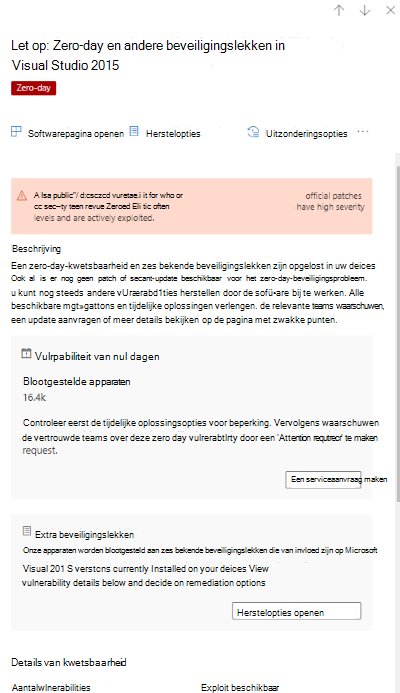 Let op: Zero-day en andere beveiligingslekken in
Visual Studio 2015
Zero-day
Softwarepagina openen Herstelopties Uitzonderingsopties ...
A lsa public"/ d:csczcd vuretae.i it for who or official patches
cc sec--ty teen revue Zeroed Elli tic often have high severity
levels and are actively exploited.
Beschrijving
Een zero-day-kwetsbaarheid en zes bekende beveiligingslekken zijn opgelost in uw deices
Ook al is er nog geen patch of secant-update beschikbaar voor het zero-day-beveiligingsprobleem.
u kunt nog steeds andere vUrærabd1ties herstellen door de sofü•are bij te werken. Alle
beschikbare mgt»gattons en tijdelijke oplossingen verlengen. de relevante teams waarschuwen,
een update aanvragen of meer details bekijken op de pagina met zwakke punten.
Vulrpabiliteit van nul dagen
Blootgestelde apparaten
16.4k
Controleer eerst de tijdelijke oplossingsopties voor beperking. Vervolgens waarschuwen
de vertrouwde teams over deze zero day vulrerabtlrty door een 'Attention requtreo' te maken
request.
Een serviceaanvraag maken
Extra beveiligingslekken
Onze apparaten worden blootgesteld aan zes bekende beveiligingslekken die van invloed zijn op Microsoft
Visual 201 S verstcns currently Installed on your deices View
vulnerability details below and decide on remediation options
Herstelopties openen
Details van kwetsbaarheid
Aantalwlnerabilities Exploit beschikbaar